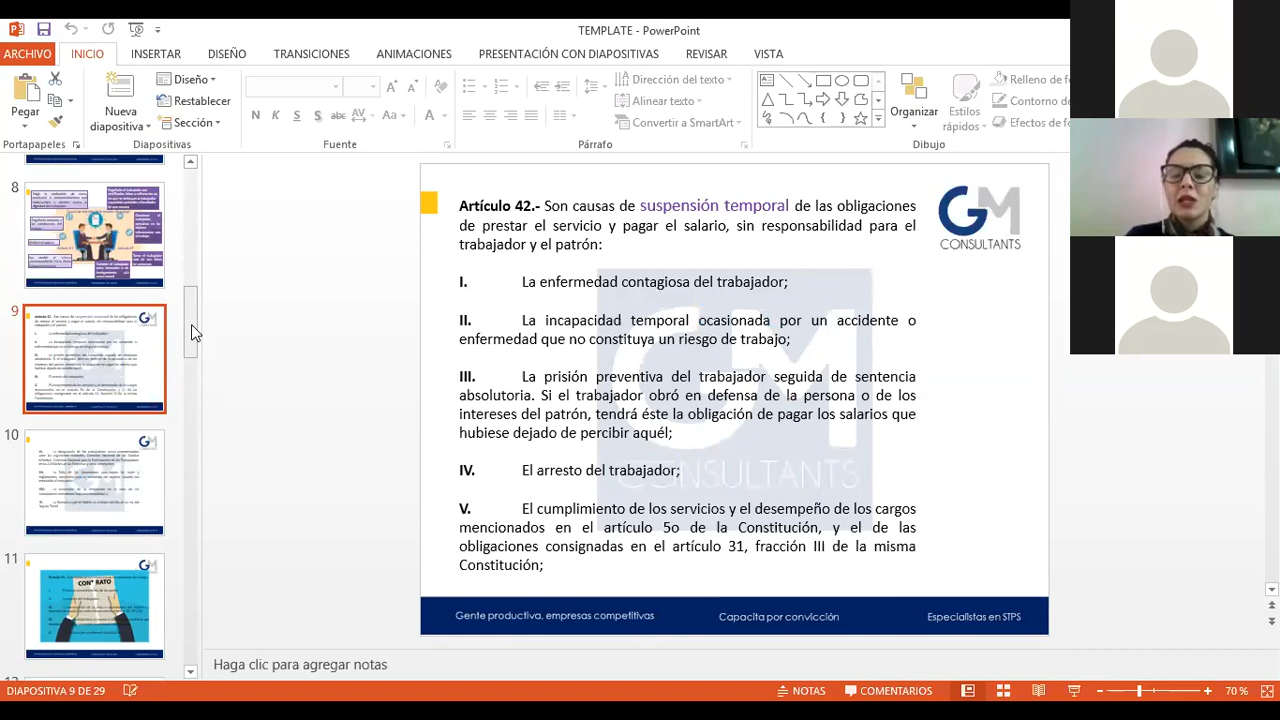 TEMPLATE - PowerPoint
ARCHIVO INICIO INSERTAR DISEÑO TRANSICIONES ANIMACIONES PRESENTACIÓN CON DIAPOSITIVAS REVISAR VISTA
Pegar
Nueva
diapositiva
Diseño
Restablecer
Sección
N K S abc AV Aa A
Dirección del texto
Alinear texto
Convertir a SmartArt
Organizar
Estilos
rápidos
Relleno de
Contorno de
Efectos de
Portapapeles Diapositivas Fuente Párrafo Dibujo
8
9
10
11
CONTRATO
Artículo 42.- Son causas de suspensión temporal de las obligaciones
de prestar el servicio y pagar el salario, sin responsabilidad para el
trabajador y el patrón:
I. La enfermedad contagiosa del trabajador;
II. La incapacidad temporal ocasionada por un accidente o
enfermedad que no constituya un riesgo de trabajo;
III. La prisión preventiva del trabajador seguida de sentencia
absolutoria. Si el trabajador obró en defensa de la persona o de los
intereses del patrón, tendrá éste la obligación de pagar los salarios que
hubiese dejado de percibir aquél;
IV. El arresto del trabajador;
V. El cumplimiento de los servicios y el desempeño de los cargos
mencionados en el artículo 5o de la Constitución, y el de las
obligaciones consignadas en el artículo 31, fracción III de la misma
Constitución;
GM
CONSULTANTS
Gente productiva, empresas competitivas Capacita por convicción Especialistas en STPS
Haga clic para agregar notas
DIAPOSITIVA 9 DE 29 NOTAS COMENTARIOS 70 %